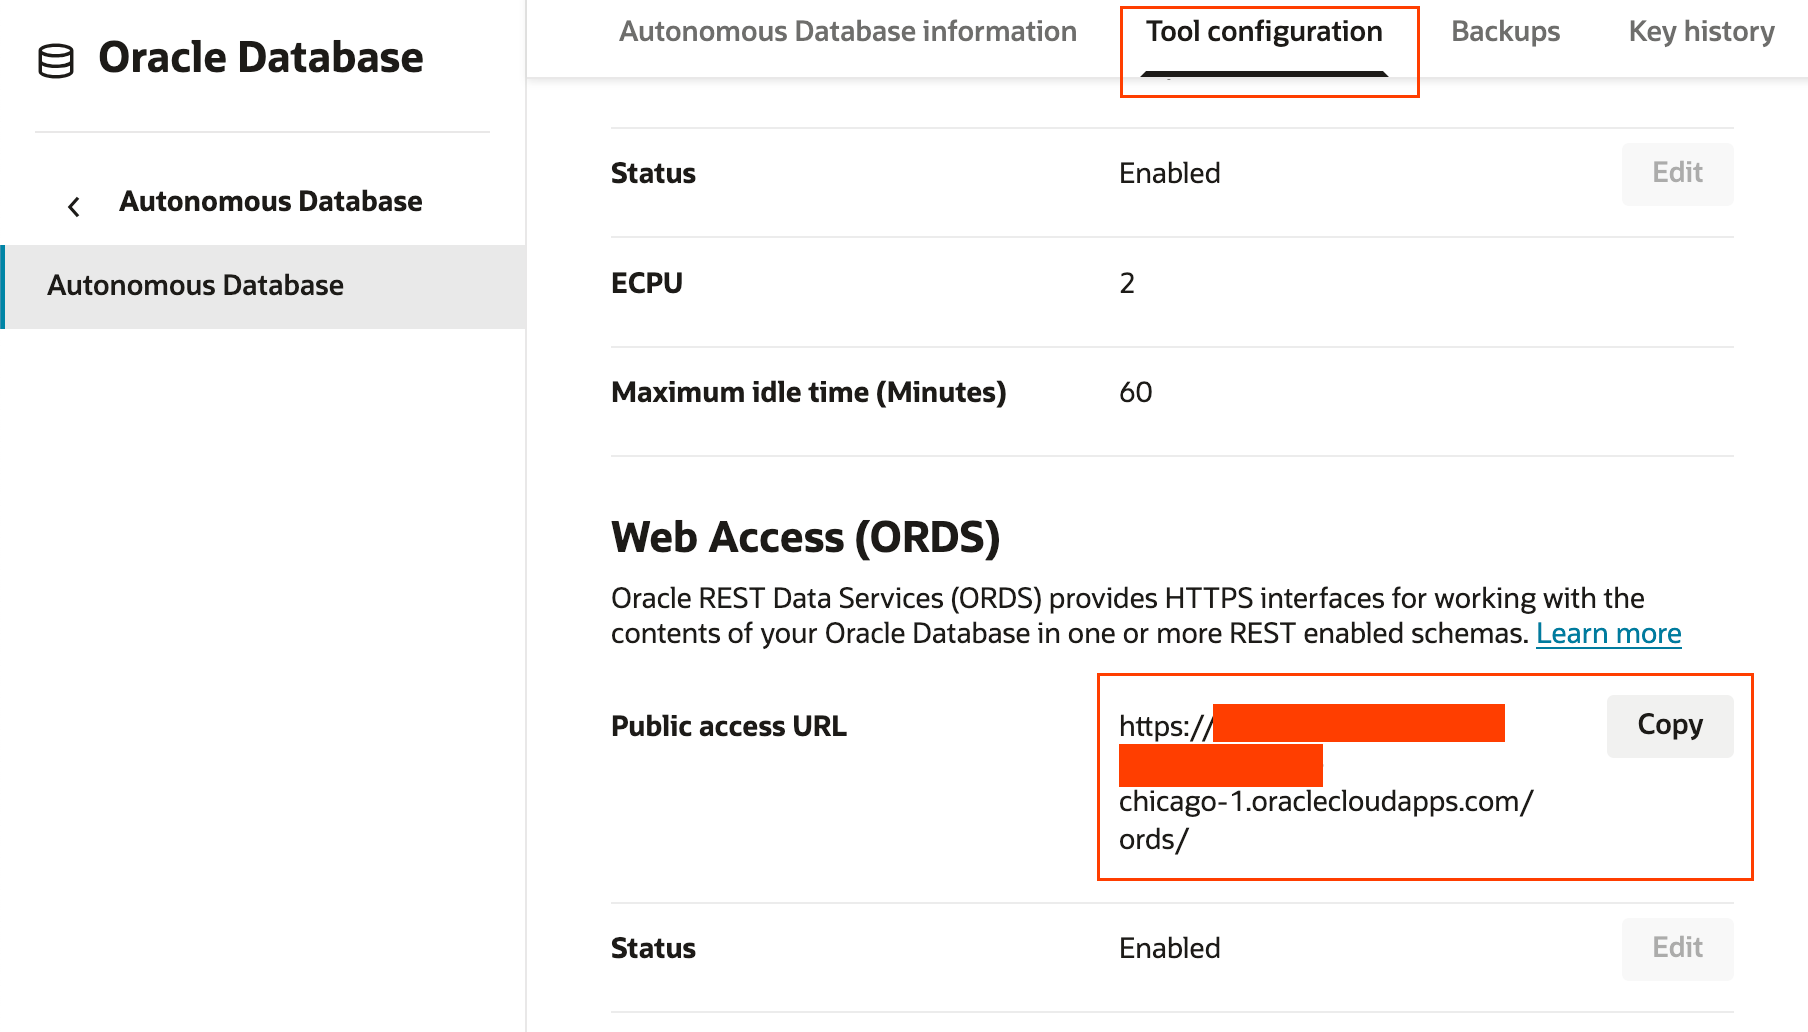 Oracle Database
Autonomous Database
Autonomous Database
Autonomous Database information
Tool configuration
Backups
Key history
Status
Enabled
Edit
ECPU
2
Maximum idle time (Minutes)
60
Web Access (ORDS)
Oracle REST Data Services (ORDS) provides HTTPS interfaces for working with the
contents of your Oracle Database in one or more REST enabled schemas. Learn more
Public access URL
https://
chicago-1.oraclecloudapps.com/
ords/
Copy
Status
Enabled
Edit